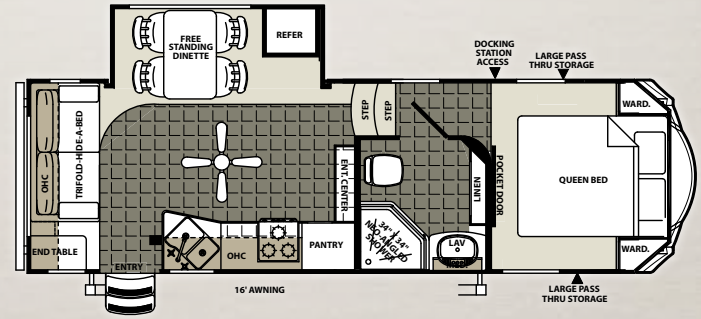 FREE
STANDING
DINETTE
REFER
DOCKING
STATION
ACCESS
LARGE PASS
THRU STORAGE
STEP
STEP
WARD.
OHC
TRIFOLD-HIDE-A-BED
ENT. CENTER
LINEN
POCKET DOOR
QUEEN BED
34" x 34"
NEO-ANGLED
SHOWER
PANTRY
OHC
LAV
MED.
WARD.
END TABLE
ENTRY
16' AWNING
LARGE PASS
THRU STORAGE